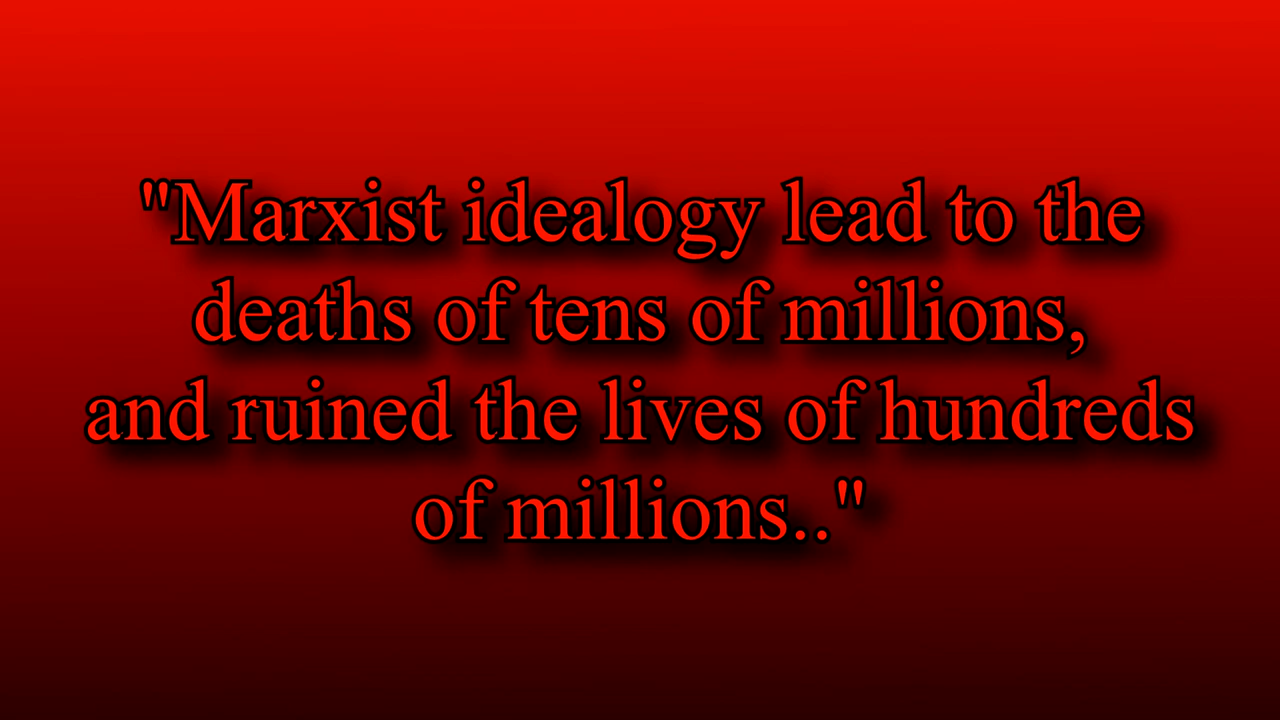 "Marxist idealogy lead to the
deaths of tens of millions,
and ruined the lives of hundreds
of millions.."